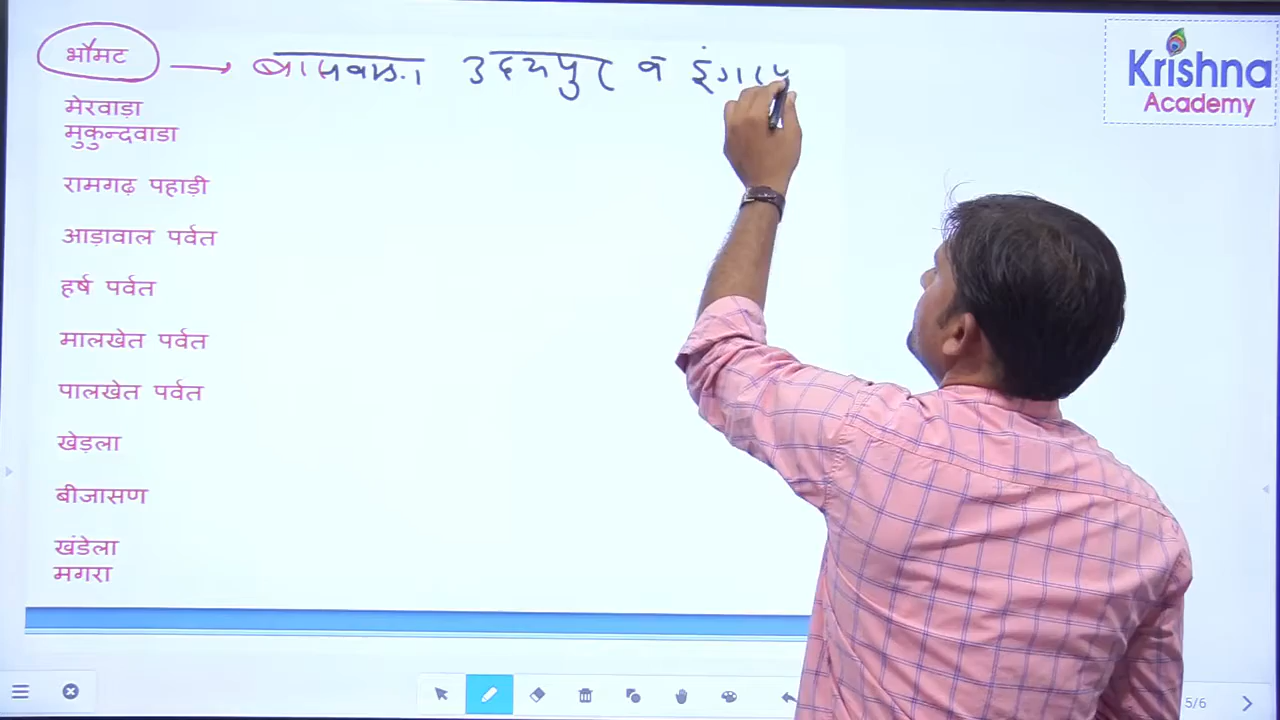 भौमट → बासवाडा उदयपुर व डुंगरप
Krishna
Academy
मेरवाड़ा
मुकुन्दवाडा
रामगढ़ पहाड़ी
आड़ावाल पर्वत
हर्ष पर्वत
मालखेत पर्वत
पालखेत पर्वत
खेड़ला
बीजासण
खंडेला
मगरा
5/6